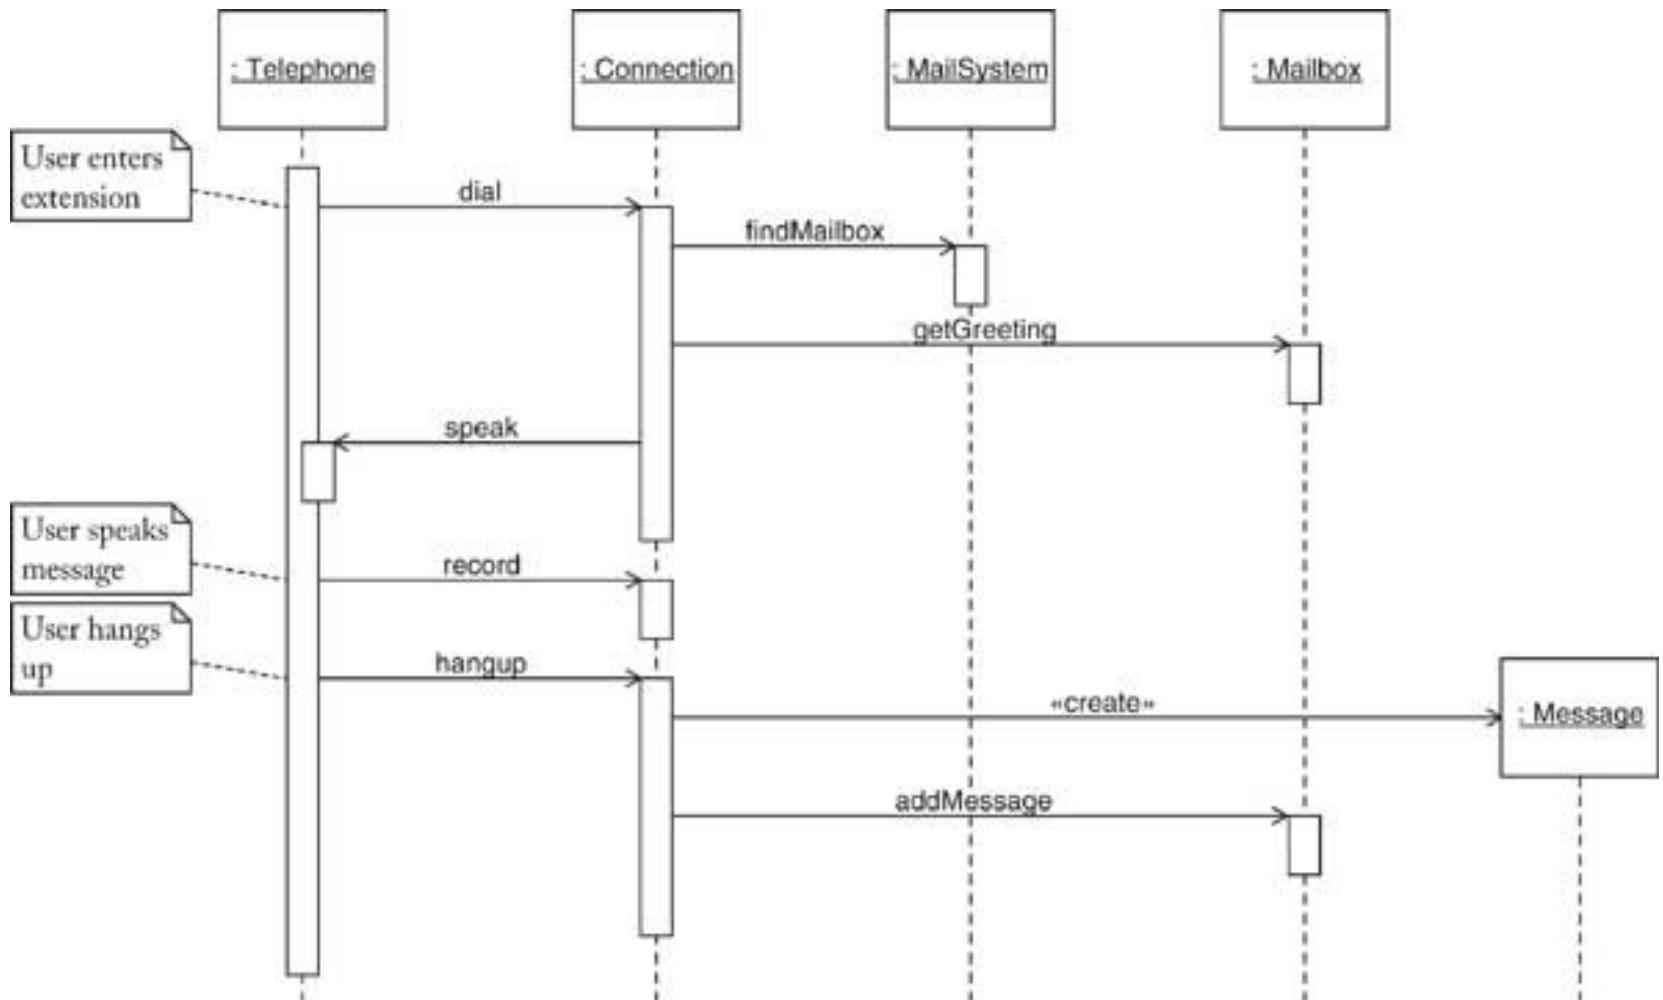 : Telephone
: Connection
: MailSystem
: Mailbox
User enters
extension
dial
findMailbox
getGreeting
speak
User speaks
message
record
User hangs
up
hangup
«create»
: Message
addMessage